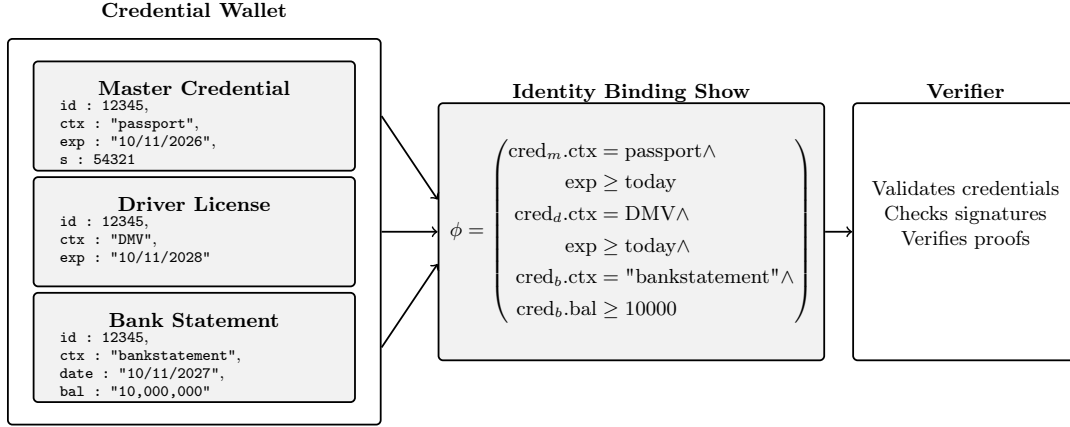 Credential Wallet
Master Credential
id : 12345,
ctx : "passport",
exp : "10/11/2026",
s : 54321
Driver License
id : 12345,
ctx : "DMV",
exp : "10/11/2028"
Bank Statement
id : 12345,
ctx : "bankstatement",
date : "10/11/2027",
bal : "10,000,000"
Identity Binding Show
cred_m.ctx = passport∧
exp ≥ today
cred_d.ctx = DMV∧
ϕ =
exp ≥ today∧
cred_b.ctx = "bankstatement"∧
cred_b.bal ≥ 10000
Verifier
Validates credentials
Checks signatures
Verifies proofs